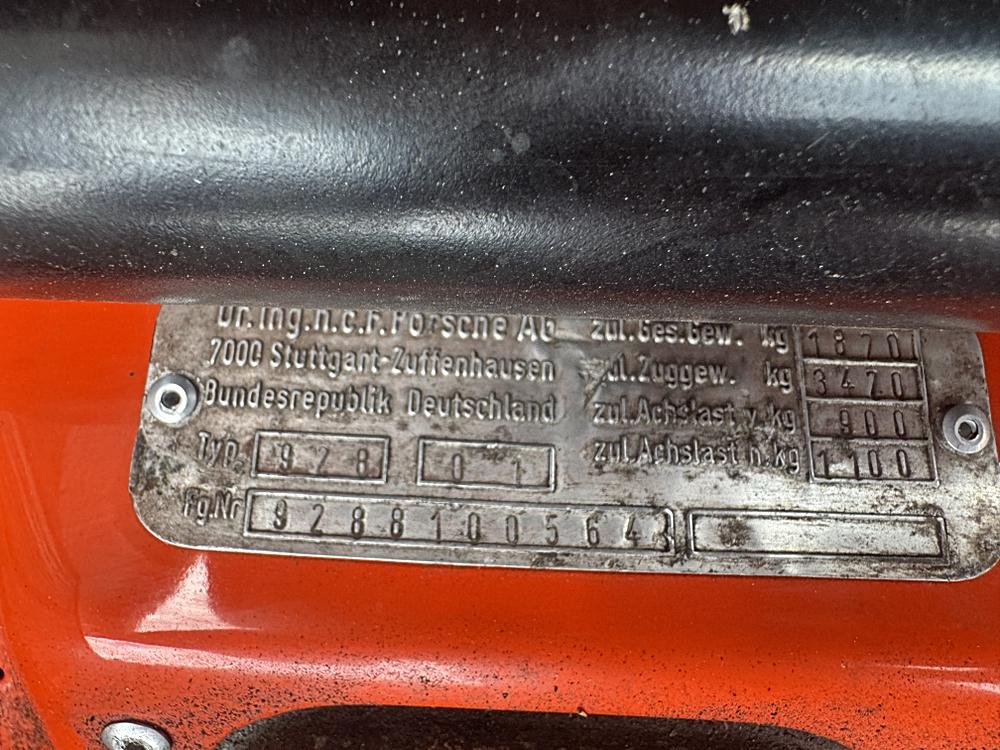 Dr.Ing.h.c.F.Porsche AG zul.Ges.Gew. kg 1870
7000 Stuttgart-Zuffenhausen zul.Zuggew. kg 3470
Bundesrepublik Deutschland zul.Achslast v.kg 900
Typ. 928 01 zul.Achslast h.kg 1100
Fg.Nr 9288100564